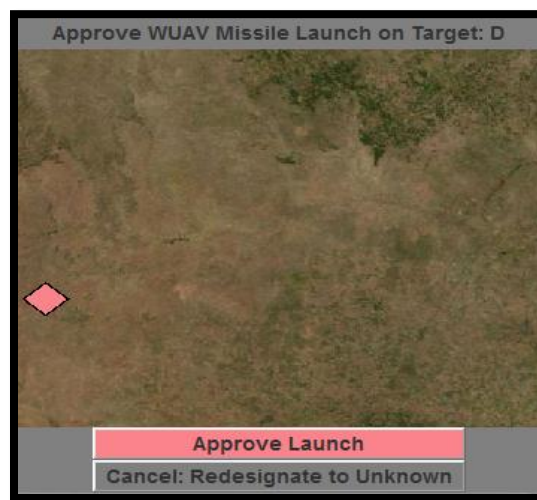 Approve WUAV Missile Launch on Target: D
Approve Launch
Cancel: Redesignate to Unknown